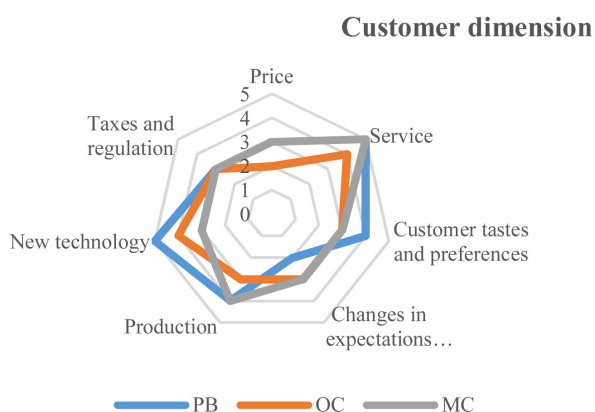 Customer dimension
Price
5
4
3
2
1
0
Service
Customer tastes
and preferences
Changes in
expectations…
Production
New technology
Taxes and
regulation
PB
OC
MC